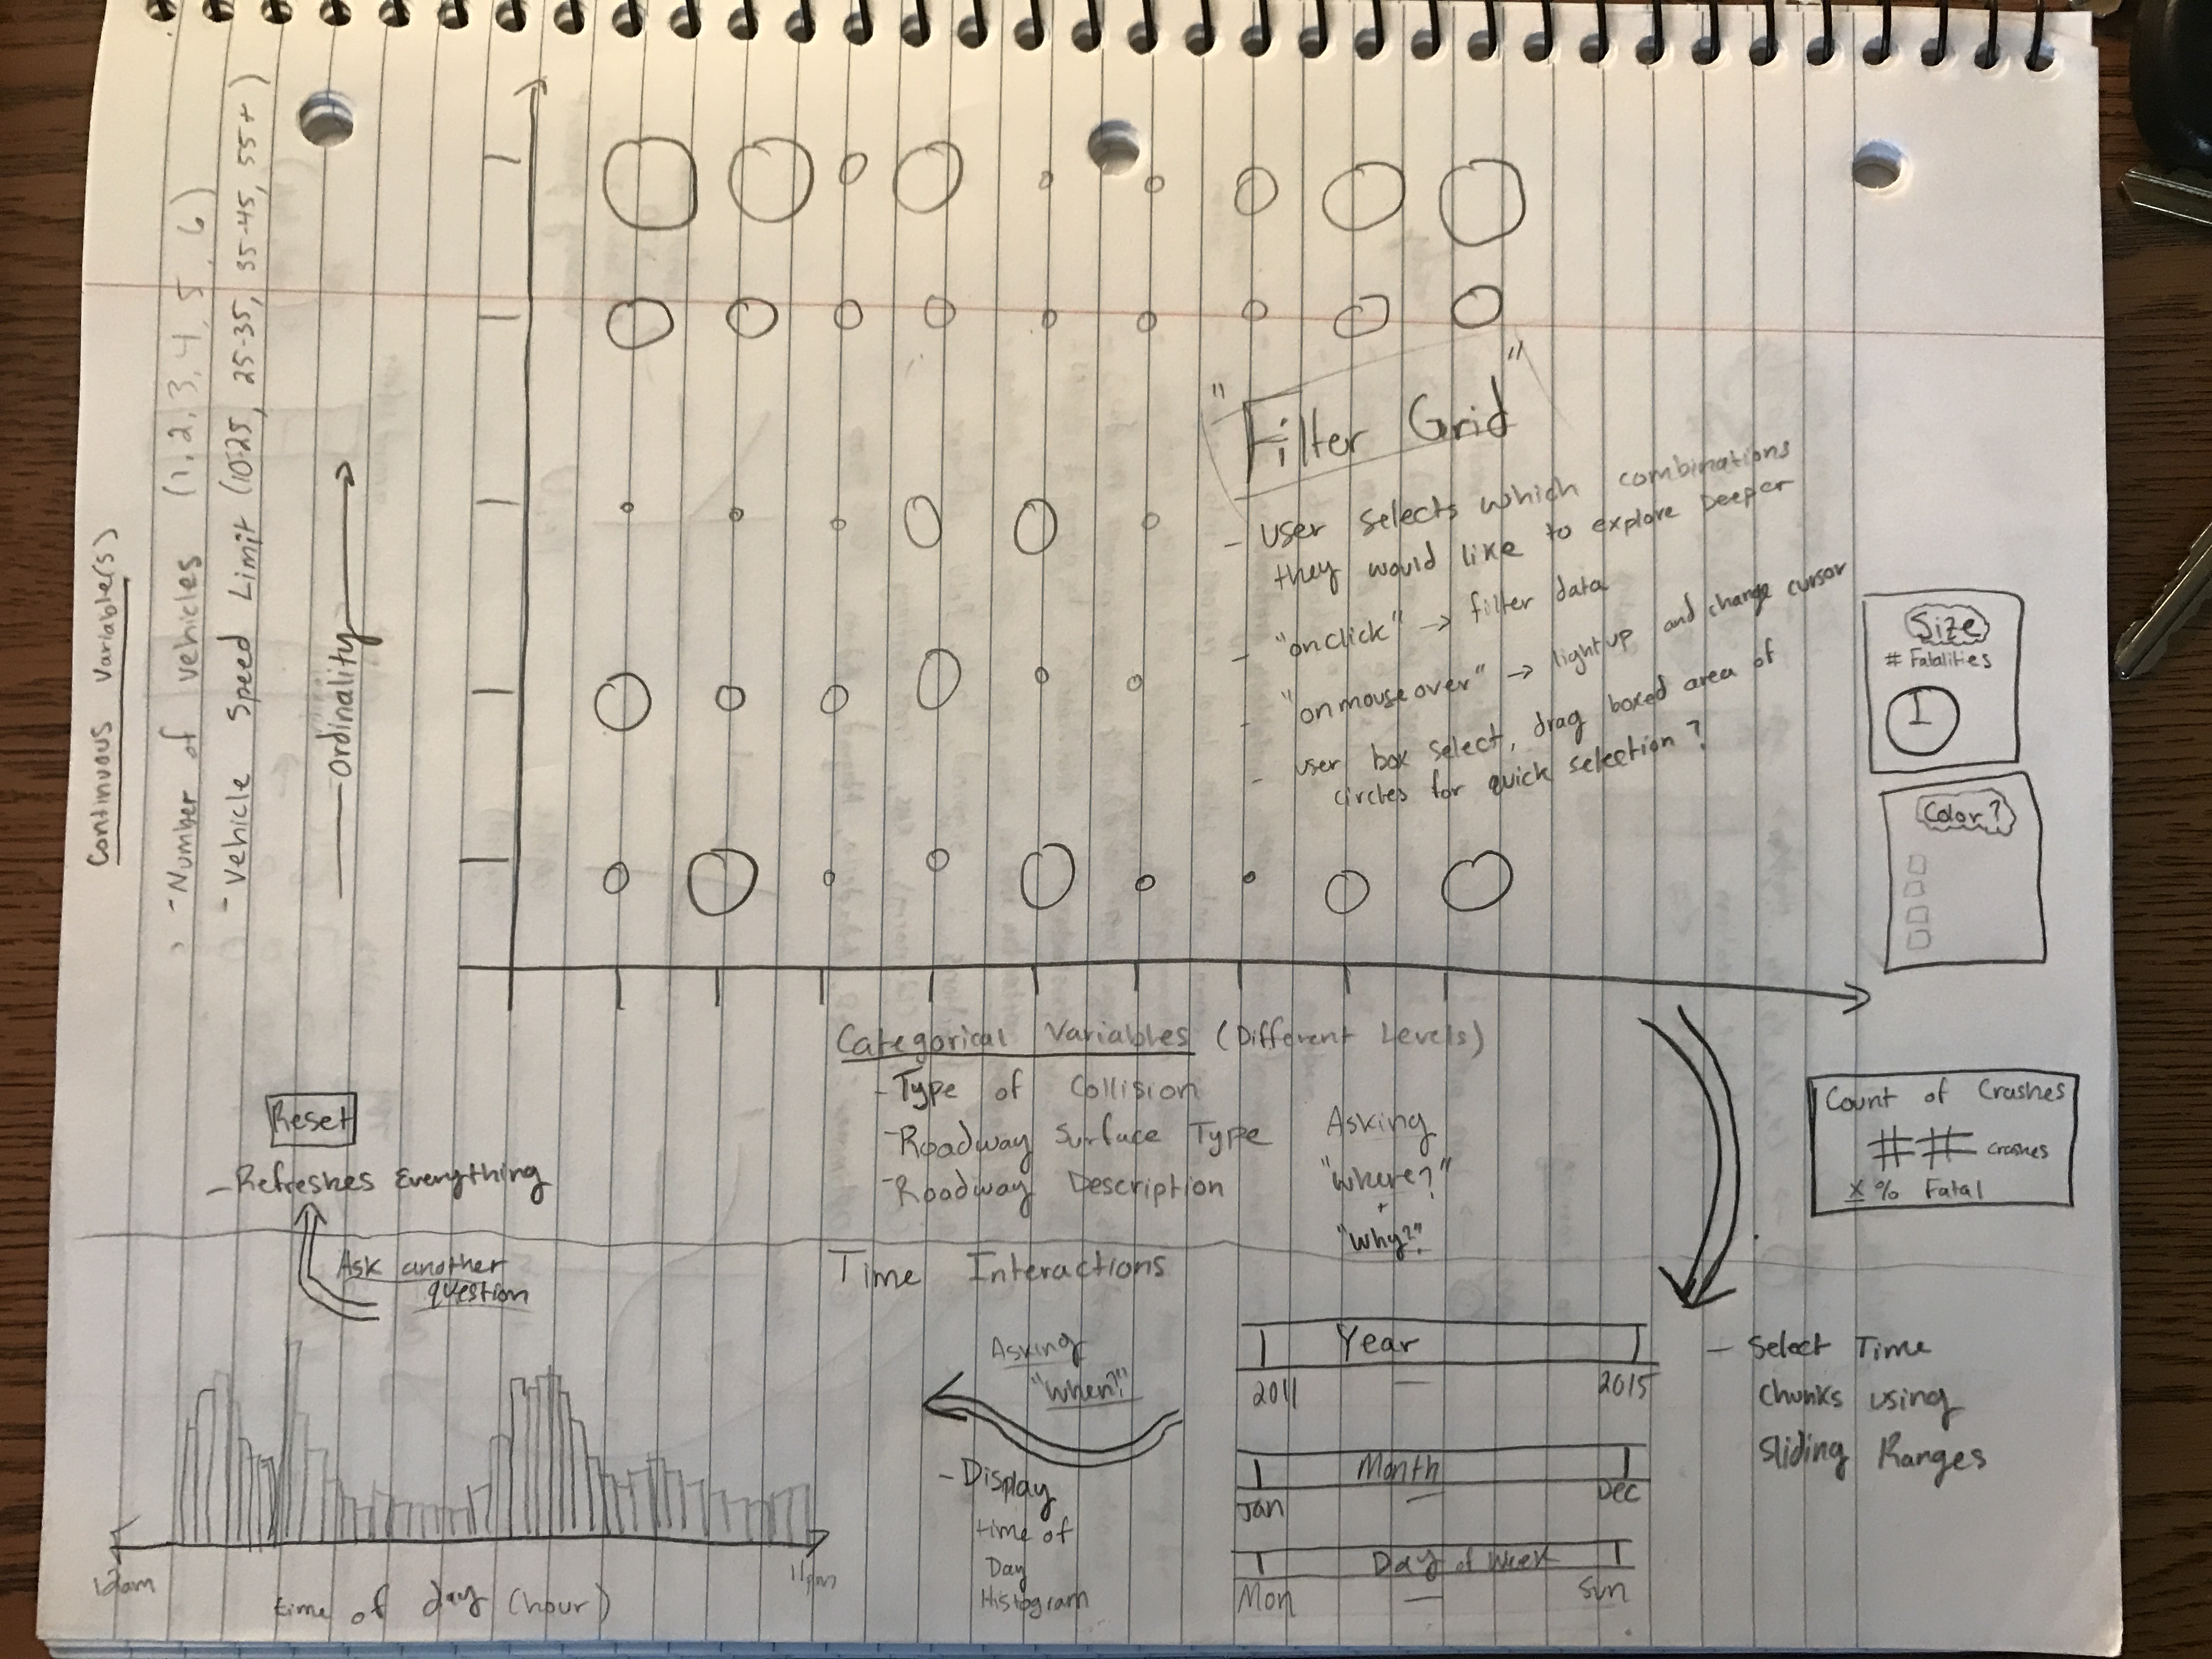 Continuous Variable(s)
- Number of vehicles (1, 2, 3, 4, 5, 6)
- Vehicle Speed Limit (10-25, 25-35, 35-45, 55+)
Ordinality
"Filter Grid"
- User selects which combinations
they would like to explore deeper
- "onclick" → filter data
- "onmouseover" → lightup and change cursor
- user box select, drag boxed area of
circles for quick selection?
Size
# Fatalities
Color?
Categorical Variables (Different Levels)
- Type of Collision
- Roadway Surface Type
- Roadway Description
Asking
"where?"
+
"why?"
Count of Crashes
## crashes
x% Fatal
Reset
- Refreshes Everything
Ask another
question
Time Interactions
Asking
"when?"
- Display
time of
Day
Histogram
12am
11pm
time of day (hour)
Year
2011 — 2015
Month
Jan — Dec
Day of Week
Mon — Sun
- Select Time
chunks using
Sliding Ranges